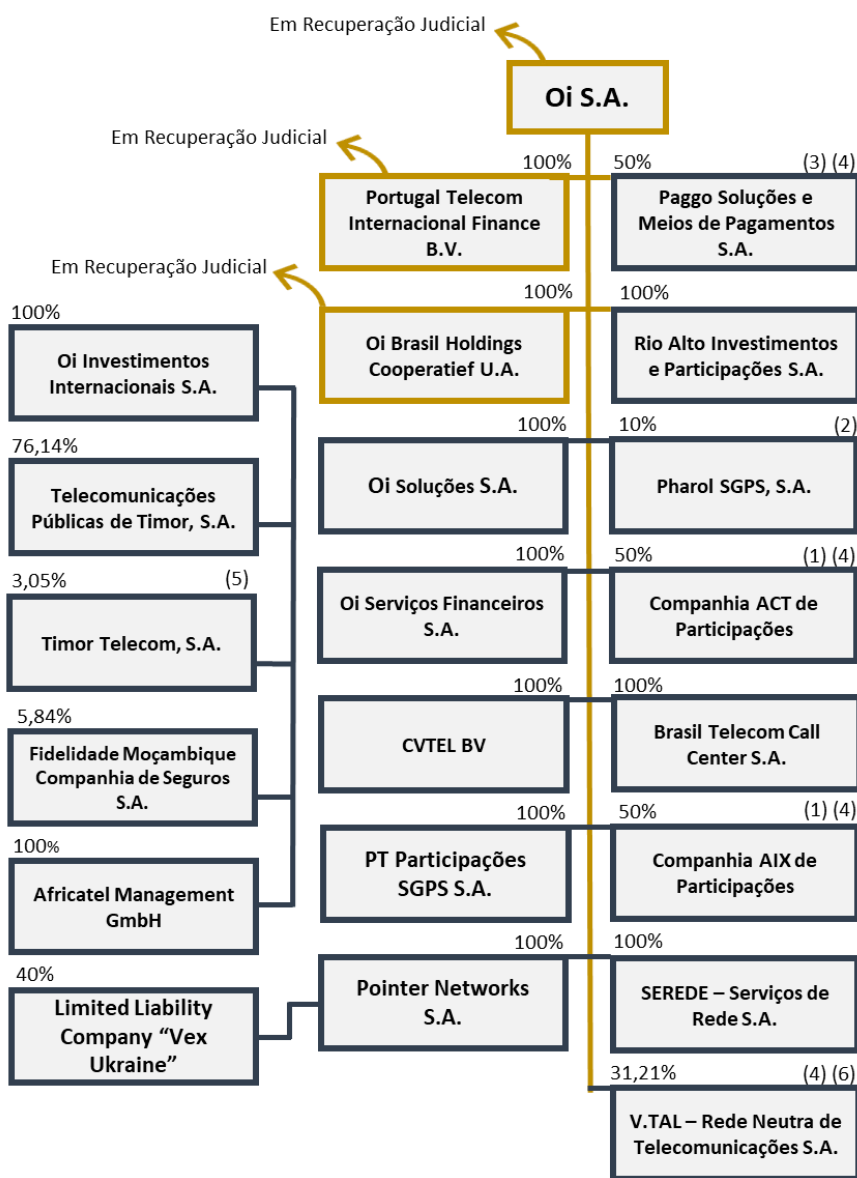 Em Recuperação Judicial
Oi S.A.
Em Recuperação Judicial
100%
50%
(3) (4)
Portugal Telecom
Internacional Finance
B.V.
Paggo Soluções e
Meios de Pagamentos
S.A.
Em Recuperação Judicial
100%
100%
Oi Brasil Holdings
Cooperatief U.A.
Rio Alto Investimentos
e Participações S.A.
100%
Oi Investimentos
Internacionais S.A.
100%
10%
(2)
Oi Soluções S.A.
Pharol SGPS, S.A.
76,14%
Telecomunicações
Públicas de Timor, S.A.
100%
50%
(1) (4)
Oi Serviços Financeiros
S.A.
Companhia ACT de
Participações
3,05%
(5)
Timor Telecom, S.A.
100%
100%
CVTEL BV
Brasil Telecom Call
Center S.A.
5,84%
Fidelidade Moçambique
Companhia de Seguros
S.A.
100%
50%
(1) (4)
PT Participações
SGPS S.A.
Companhia AIX de
Participações
100%
Africatel Management
GmbH
100%
100%
Pointer Networks
S.A.
SEREDE – Serviços de
Rede S.A.
40%
Limited Liability
Company “Vex
Ukraine”
31,21%
(4) (6)
V.TAL – Rede Neutra de
Telecomunicações S.A.